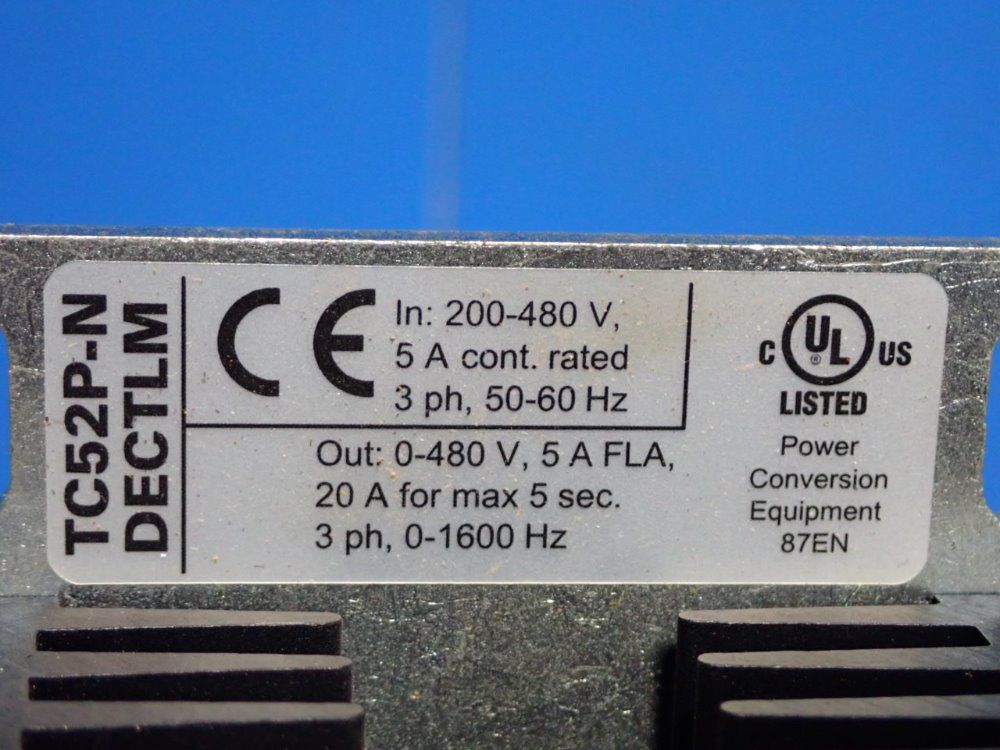 TC52P-N
DECTLM
CE
In: 200-480 V,
5 A cont. rated
3 ph, 50-60 Hz
Out: 0-480 V, 5 A FLA,
20 A for max 5 sec.
3 ph, 0-1600 Hz
C UL® US
LISTED
Power
Conversion
Equipment
87EN